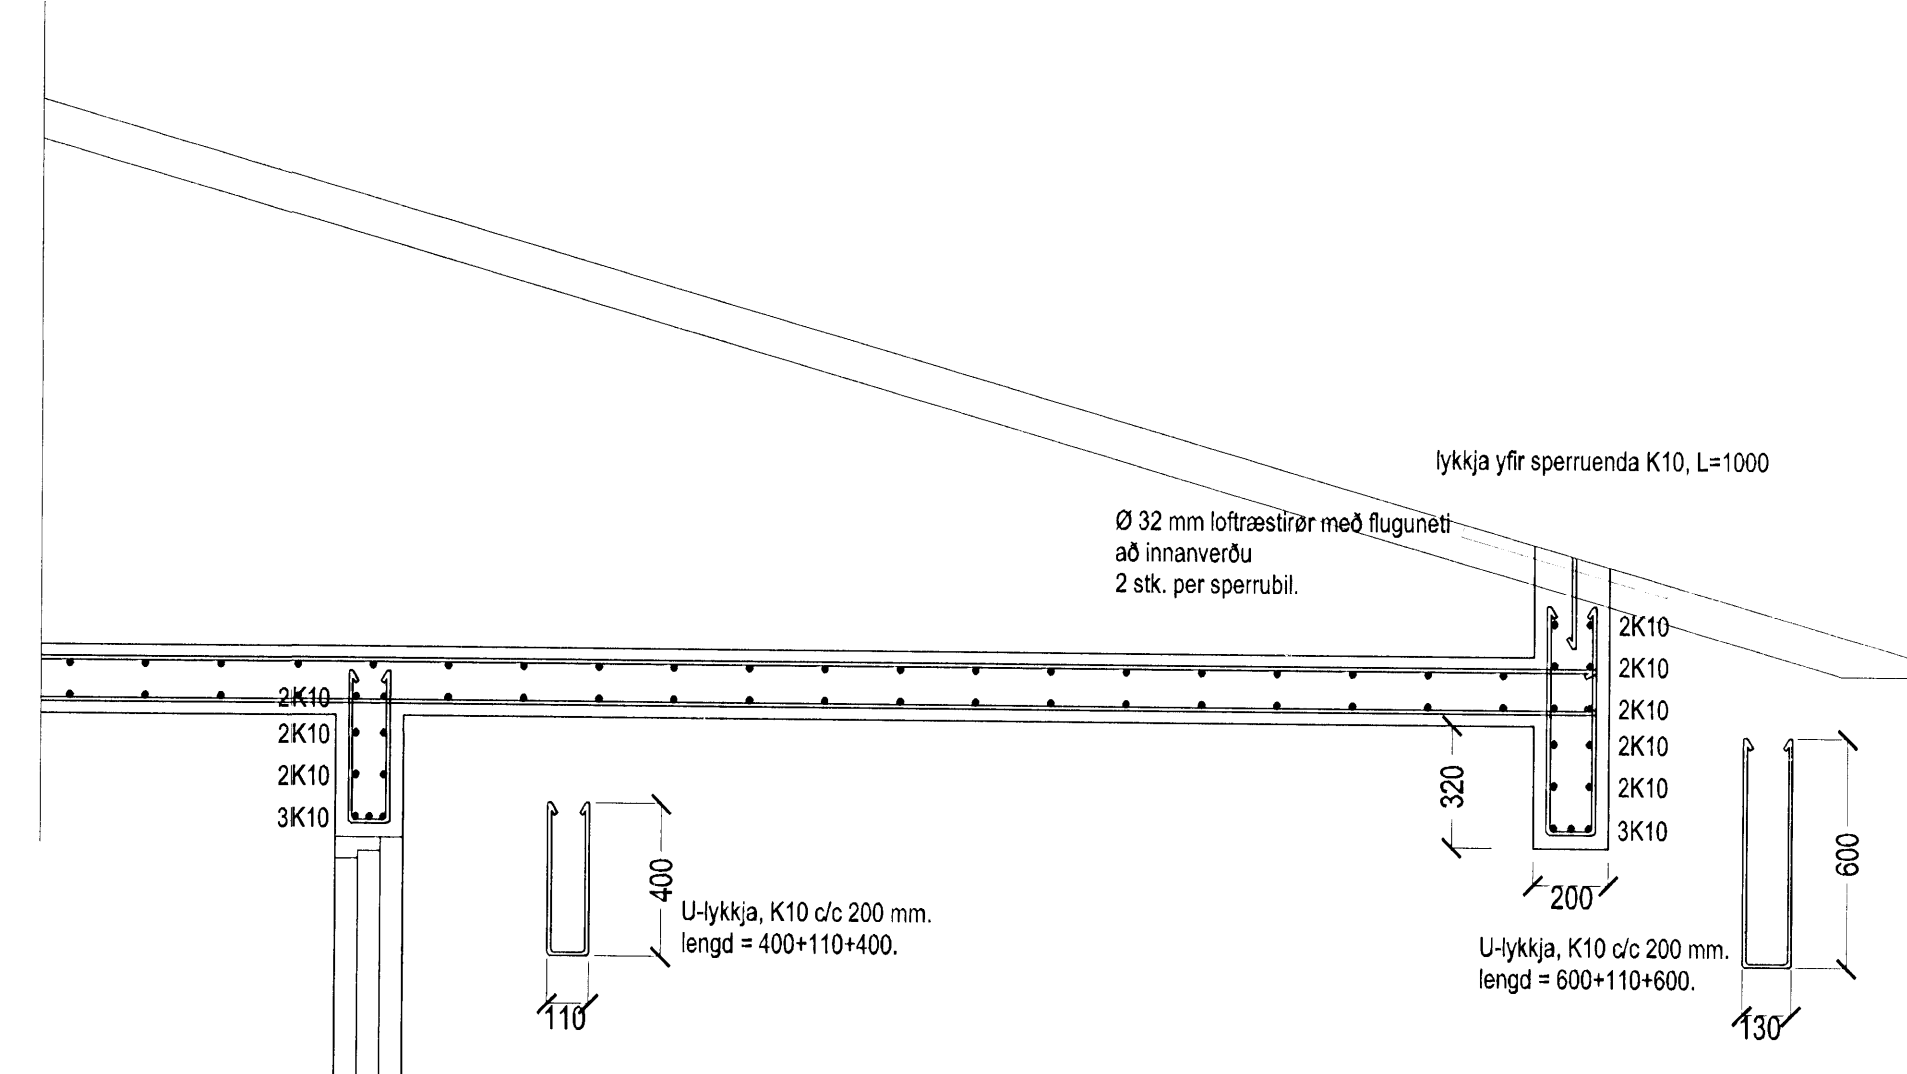 lykkja yfir sperruenda K10, L=1000
Ø 32 mm loftræstirør með fluguneti
að innanverðu
2 stk. per sperrubil.
2K10
2K10
2K10
2K10
2K10
3K10
2K10
2K10
2K10
3K10
320
200
400
110
U-lykkja, K10 c/c 200 mm.
lengd = 400+110+400.
U-lykkja, K10 c/c 200 mm.
lengd = 600+110+600.
600
130